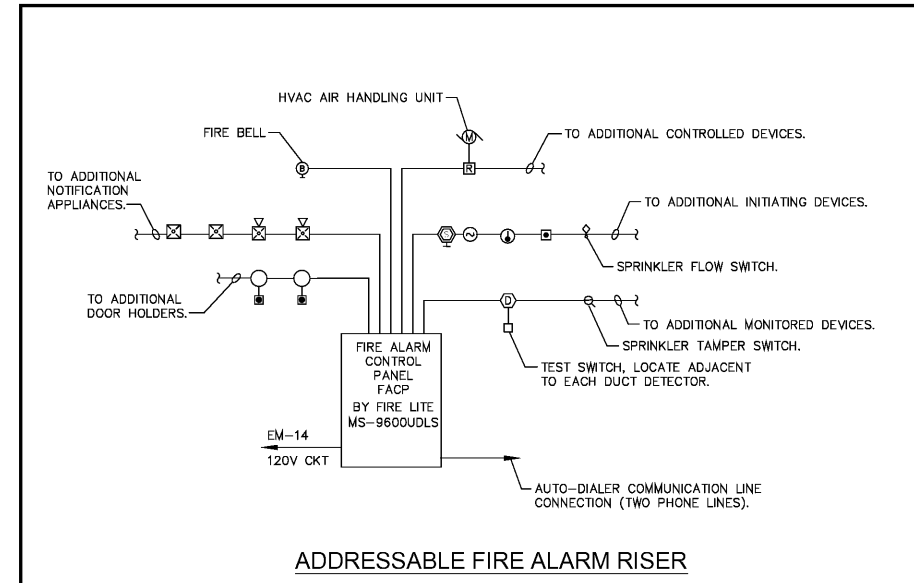 HVAC AIR HANDLING UNIT
M
FIRE BELL
TO ADDITIONAL CONTROLLED DEVICES.
B
R
TO ADDITIONAL
NOTIFICATION
APPLIANCES.
TO ADDITIONAL INITIATING DEVICES.
S
SPRINKLER FLOW SWITCH.
TO ADDITIONAL
DOOR HOLDERS.
D
TO ADDITIONAL MONITORED DEVICES.
SPRINKLER TAMPER SWITCH.
TEST SWITCH, LOCATE ADJACENT
TO EACH DUCT DETECTOR.
FIRE ALARM
CONTROL
PANEL
FACP
BY FIRE LITE
MS-9600UDLS
EM-14
120V CKT
AUTO-DIALER COMMUNICATION LINE
CONNECTION (TWO PHONE LINES).
ADDRESSABLE FIRE ALARM RISER